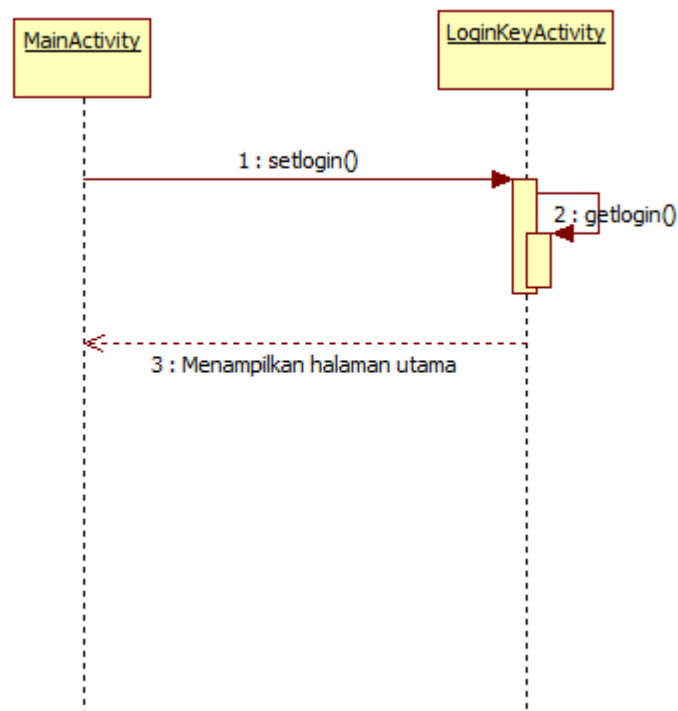 MainActivity
LoginKeyActivity
1 : setlogin()
2 : getlogin()
3 : Menampilkan halaman utama